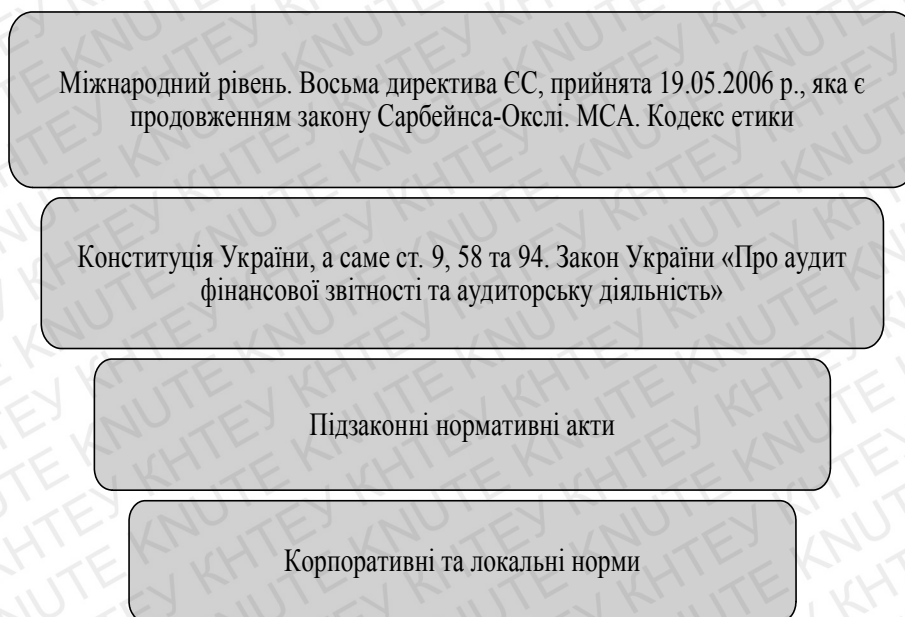 Міжнародний рівень. Восьма директива ЄС, прийнята 19.05.2006 р., яка є
продовженням закону Сарбейнса-Окслі. МСА. Кодекс етики
Конституція України, а саме ст. 9, 58 та 94. Закон України «Про аудит
фінансової звітності та аудиторську діяльність»
Підзаконні нормативні акти
Корпоративні та локальні норми